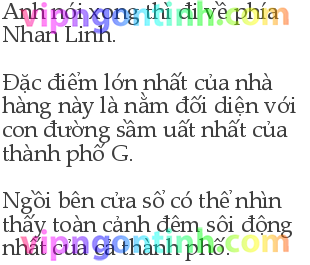 Anh nói xong thì đi về phía
Nhan Linh.
Đặc điểm lớn nhất của nhà
hàng này là nằm đối diện với
con đường sầm uất nhất của
thành phố G.
Ngồi bên cửa sổ có thể nhìn
thấy toàn cảnh đêm sôi động
nhất của cả thành phố.
vipngontinh.com
vipngontinh.com